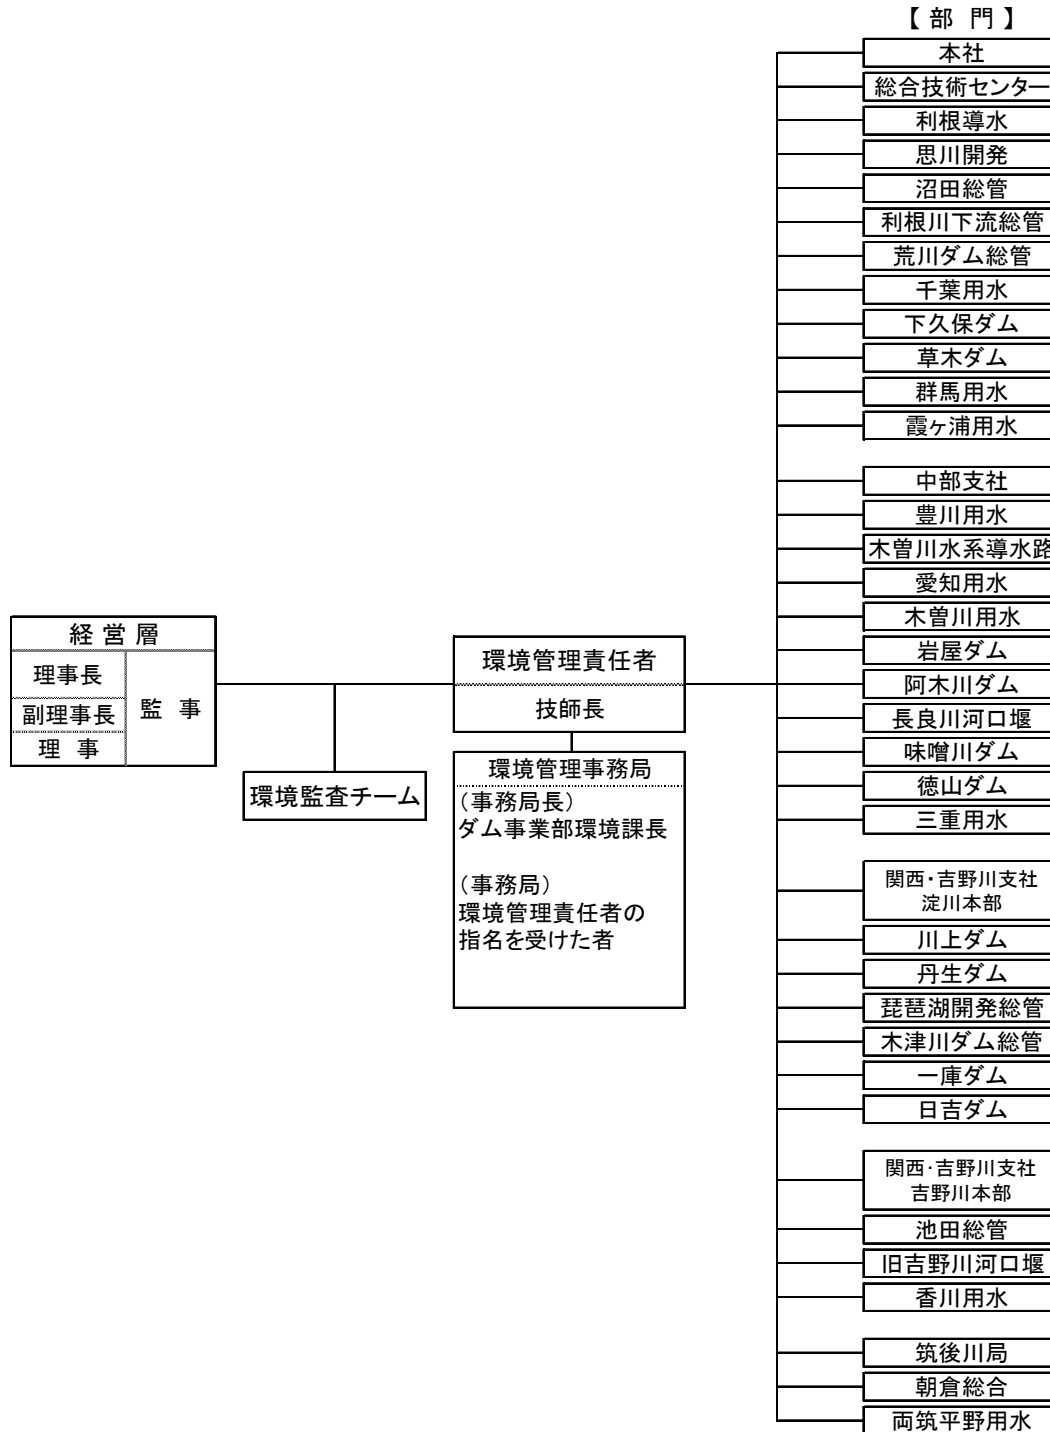 【 部 門 】
本社
総合技術センター
利根導水
思川開発
沼田総管
利根川下流総管
荒川ダム総管
千葉用水
下久保ダム
草木ダム
群馬用水
霞ヶ浦用水
中部支社
豊川用水
木曽川水系導水路
愛知用水
木曽川用水
岩屋ダム
阿木川ダム
長良川河口堰
味噌川ダム
徳山ダム
三重用水
関西・吉野川支社
淀川本部
川上ダム
丹生ダム
琵琶湖開発総管
木津川ダム総管
一庫ダム
日吉ダム
関西・吉野川支社
吉野川本部
池田総管
旧吉野川河口堰
香川用水
筑後川局
朝倉総合
両筑平野用水
経 営 層
理事長
副理事長
理 事
監 事
環境監査チーム
環境管理責任者
技師長
環境管理事務局
（事務局長）
ダム事業部環境課長
（事務局）
環境管理責任者の
指名を受けた者